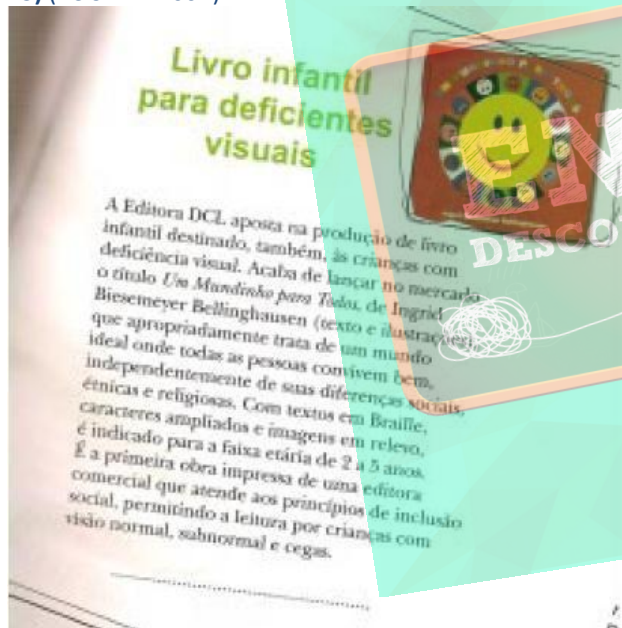 Livro infantil
para deficientes
visuais
A Editora DCL aposta na produção de livro
infantil destinado, também, às crianças com
deficiência visual. Acaba de lançar no mercado
o título Um Mundinho para Todos, de Ingrid
Biesemeyer Bellinghausen (texto e ilustrações),
que apropriadamente trata de um mundo
ideal onde todas as pessoas convivem bem,
independentemente de suas diferenças sociais,
étnicas e religiosas. Com textos em Braille,
caracteres ampliados e imagens em relevo,
é indicado para a faixa etária de 2 a 5 anos.
É a primeira obra impressa de uma editora
comercial que atende aos princípios de inclusão
social, permitindo a leitura por crianças com
visão normal, subnormal e cegas.
EN
DESCO